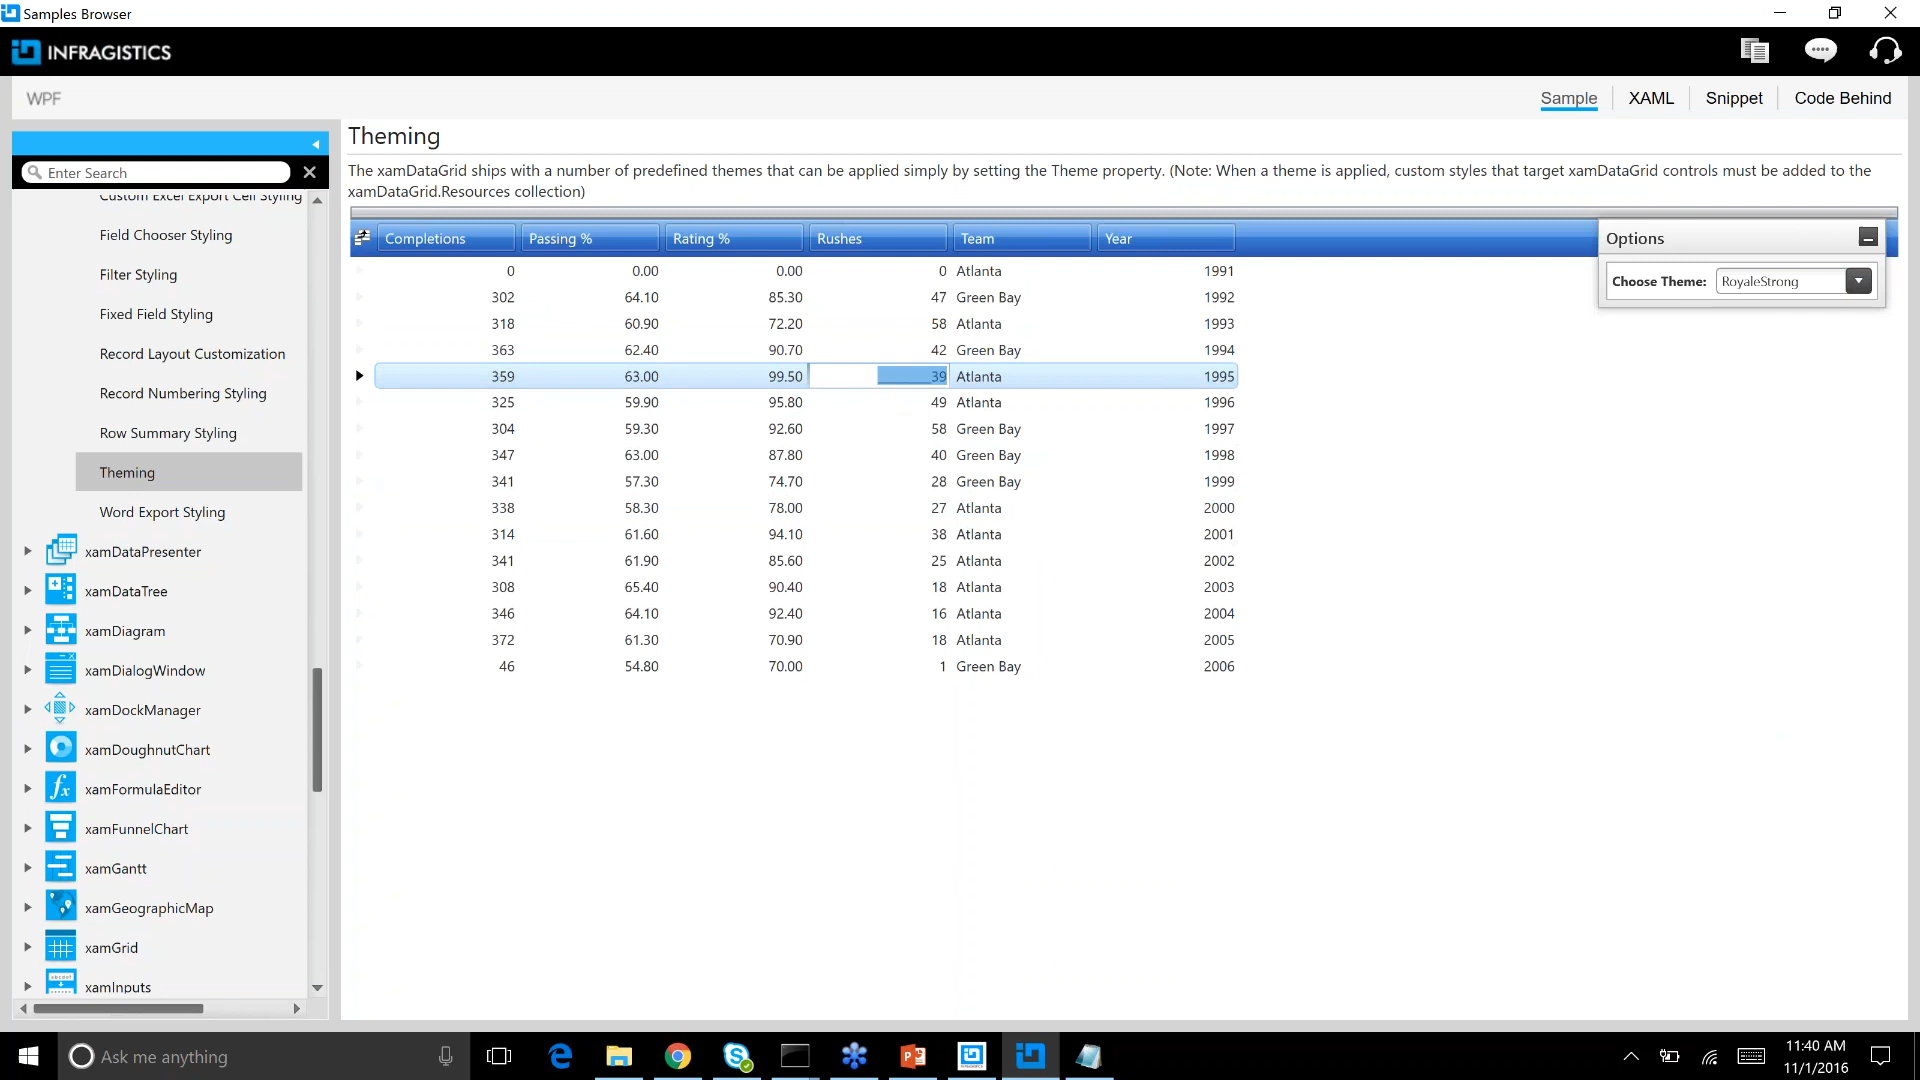 Samples Browser
INFRAGISTICS
WPF
Sample
XAML
Snippet
Code Behind
Enter Search
Custom Excel Export Cell Styling
Field Chooser Styling
Filter Styling
Fixed Field Styling
Record Layout Customization
Record Numbering Styling
Row Summary Styling
Theming
Word Export Styling
xamDataPresenter
xamDataTree
xamDiagram
xamDialogWindow
xamDockManager
xamDoughnutChart
xamFormulaEditor
xamFunnelChart
xamGantt
xamGeographicMap
xamGrid
xamInputs
Theming
The xamDataGrid ships with a number of predefined themes that can be applied simply by setting the Theme property. (Note: When a theme is applied, custom styles that target xamDataGrid controls must be added to the
xamDataGrid.Resources collection)
Completions Passing % Rating % Rushes Team Year
0 0.00 0.00 0 Atlanta 1991
302 64.10 85.30 47 Green Bay 1992
318 60.90 72.20 58 Atlanta 1993
363 62.40 90.70 42 Green Bay 1994
359 63.00 99.50 39 Atlanta 1995
325 59.90 95.80 49 Atlanta 1996
304 59.30 92.60 58 Green Bay 1997
347 63.00 87.80 40 Green Bay 1998
341 57.30 74.70 28 Green Bay 1999
338 58.30 78.00 27 Atlanta 2000
314 61.60 94.10 38 Atlanta 2001
341 61.90 85.60 25 Atlanta 2002
308 65.40 90.40 18 Atlanta 2003
346 64.10 92.40 16 Atlanta 2004
372 61.30 70.90 18 Atlanta 2005
46 54.80 70.00 1 Green Bay 2006
Options
Choose Theme: RoyaleStrong
Ask me anything
11:40 AM
11/1/2016